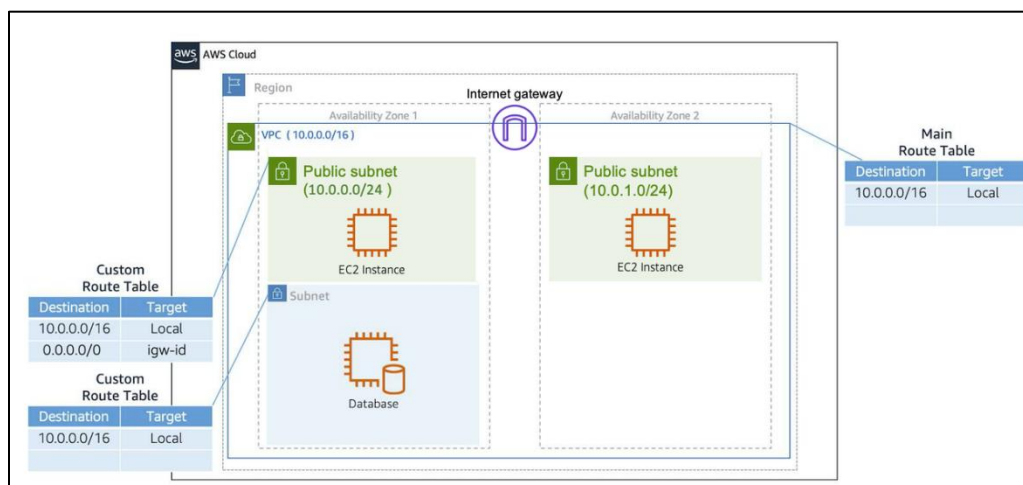 aws AWS Cloud
Region
Internet gateway
Availability Zone 1
Availability Zone 2
VPC ( 10.0.0.0/16 )
Public subnet
(10.0.0.0/24 )
EC2 Instance
Public subnet
(10.0.1.0/24)
EC2 Instance
Subnet
Database
Main
Route Table
Destination Target
10.0.0.0/16 Local
Custom
Route Table
Destination Target
10.0.0.0/16 Local
0.0.0.0/0 igw-id
Custom
Route Table
Destination Target
10.0.0.0/16 Local